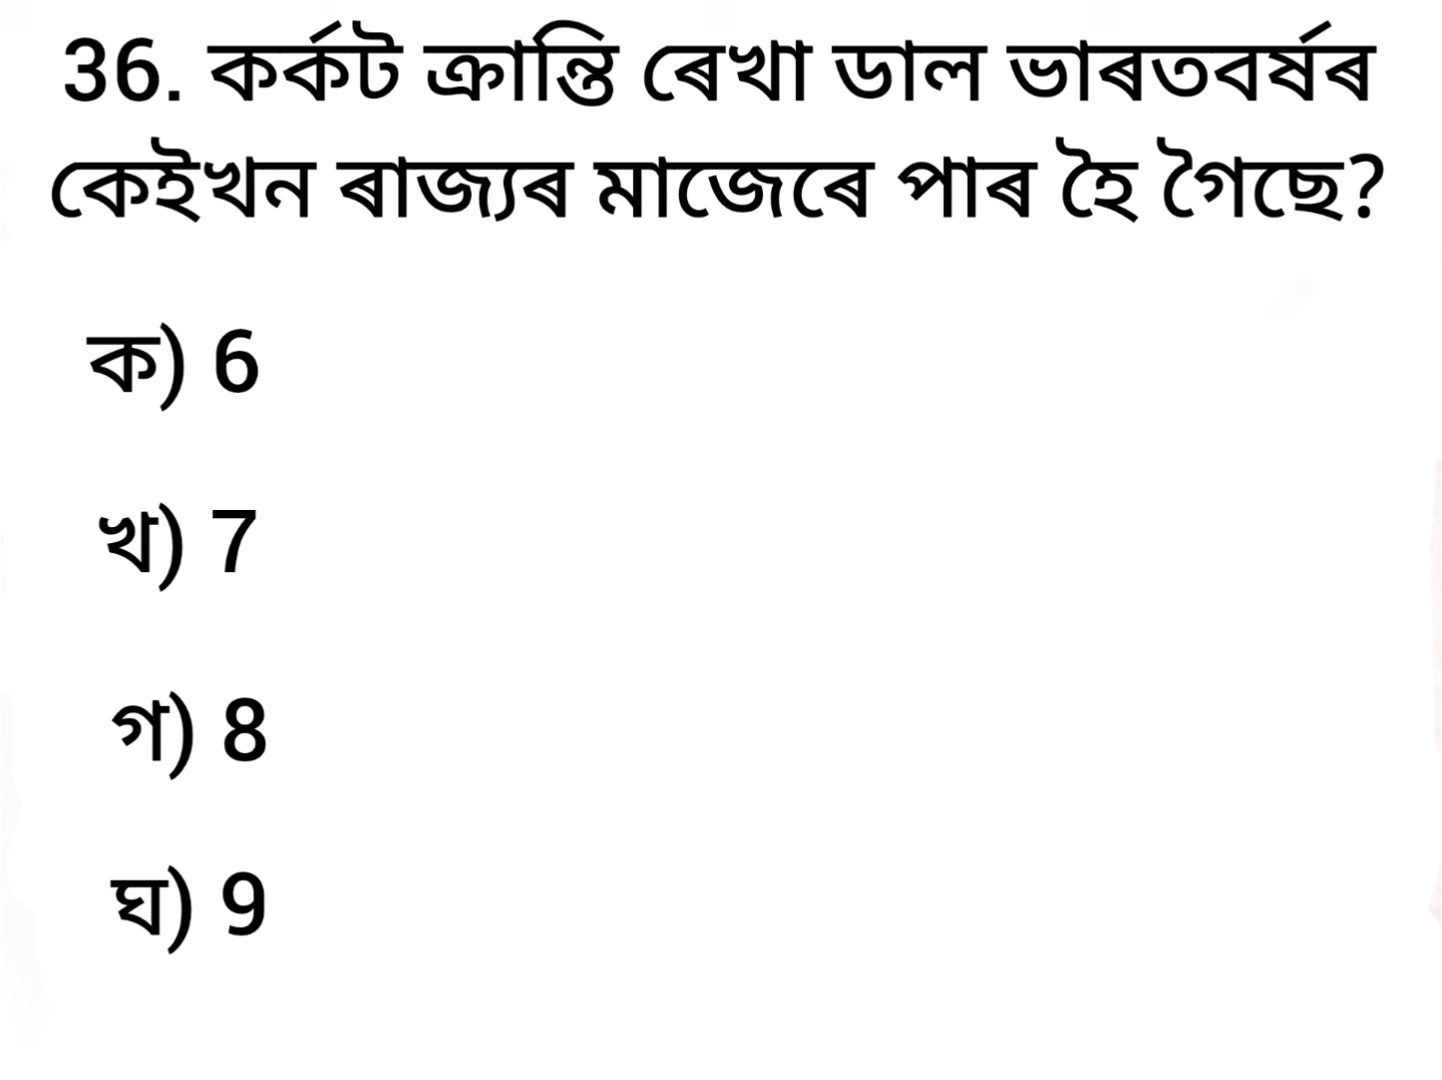 36. কৰ্কট ক্ৰান্তি ৰেখা ডাল ভাৰতবৰ্ষৰ
কেইখন ৰাজ্যৰ মাজেৰে পাৰ হৈ গৈছে?
ক) 6
খ) 7
গ) 8
ঘ) 9